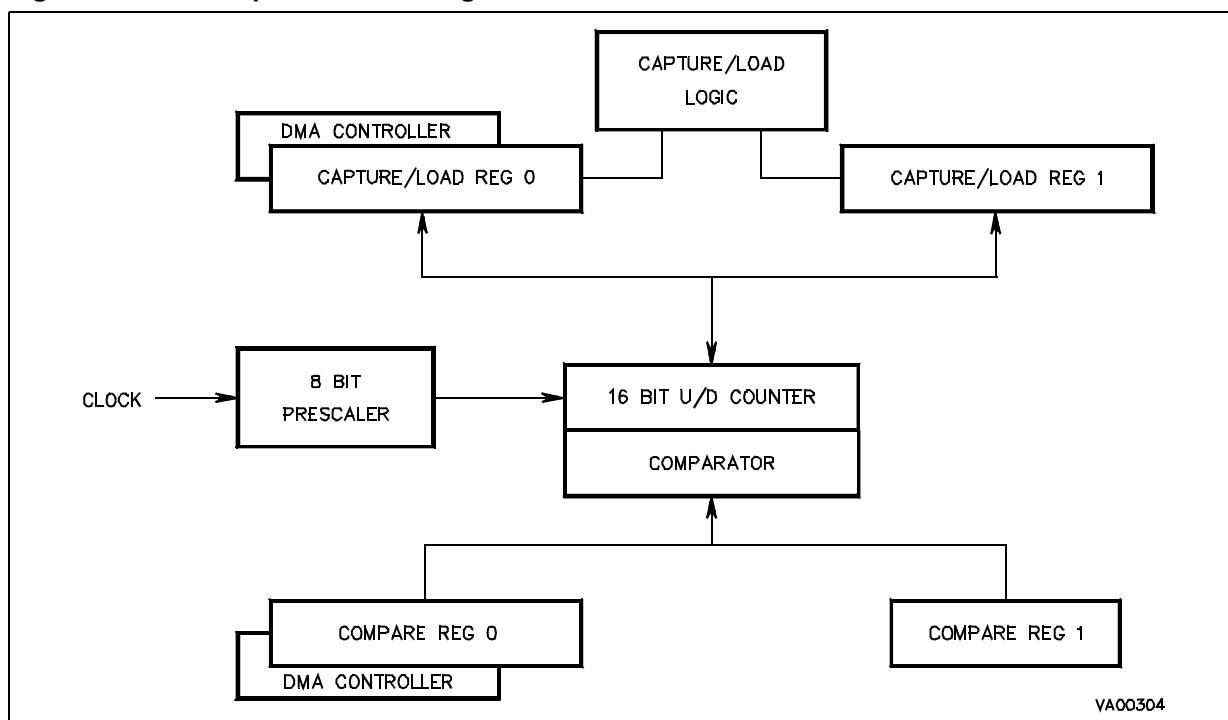 CAPTURE/LOAD
LOGIC
DMA CONTROLLER
CAPTURE/LOAD REG 0
CAPTURE/LOAD REG 1
8 BIT
PRESCALER
CLOCK
16 BIT U/D COUNTER
COMPARATOR
COMPARE REG 0
COMPARE REG 1
DMA CONTROLLER
VA00304